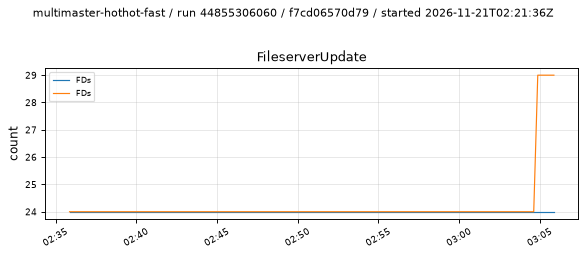 multimaster-hothot-fast / run 44855306060 / f7cd06570d79 / started 2026-11-21T02:21:36Z
FileserverUpdate
FDs
FDs
count
29
28
27
26
25
24
02:35
02:40
02:45
02:50
02:55
03:00
03:05